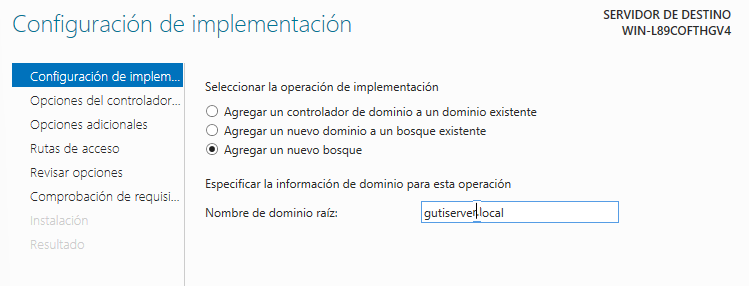 Configuración de implementación
SERVIDOR DE DESTINO
WIN-L89COFTHGV4
Configuración de implem...
Opciones del controlador...
Opciones adicionales
Rutas de acceso
Revisar opciones
Comprobación de requisi...
Instalación
Resultado
Seleccionar la operación de implementación
Agregar un controlador de dominio a un dominio existente
Agregar un nuevo dominio a un bosque existente
Agregar un nuevo bosque
Especificar la información de dominio para esta operación
Nombre de dominio raíz:
gutiserver.local